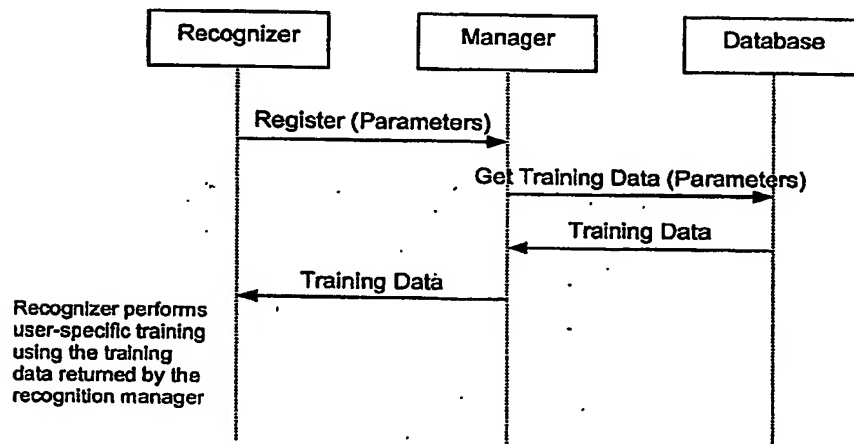 Recognizer
Manager
Database
Register (Parameters)
Get Training Data (Parameters)
Training Data
Training Data
Recognizer performs
user-specific training
using the training
data returned by the
recognition manager